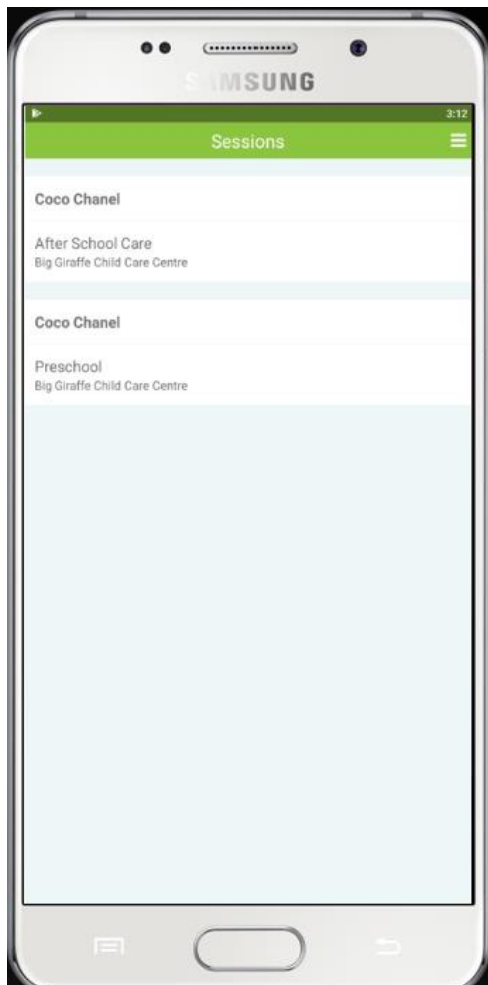 SAMSUNG
3:12
Sessions
Coco Chanel
After School Care
Big Giraffe Child Care Centre
Coco Chanel
Preschool
Big Giraffe Child Care Centre